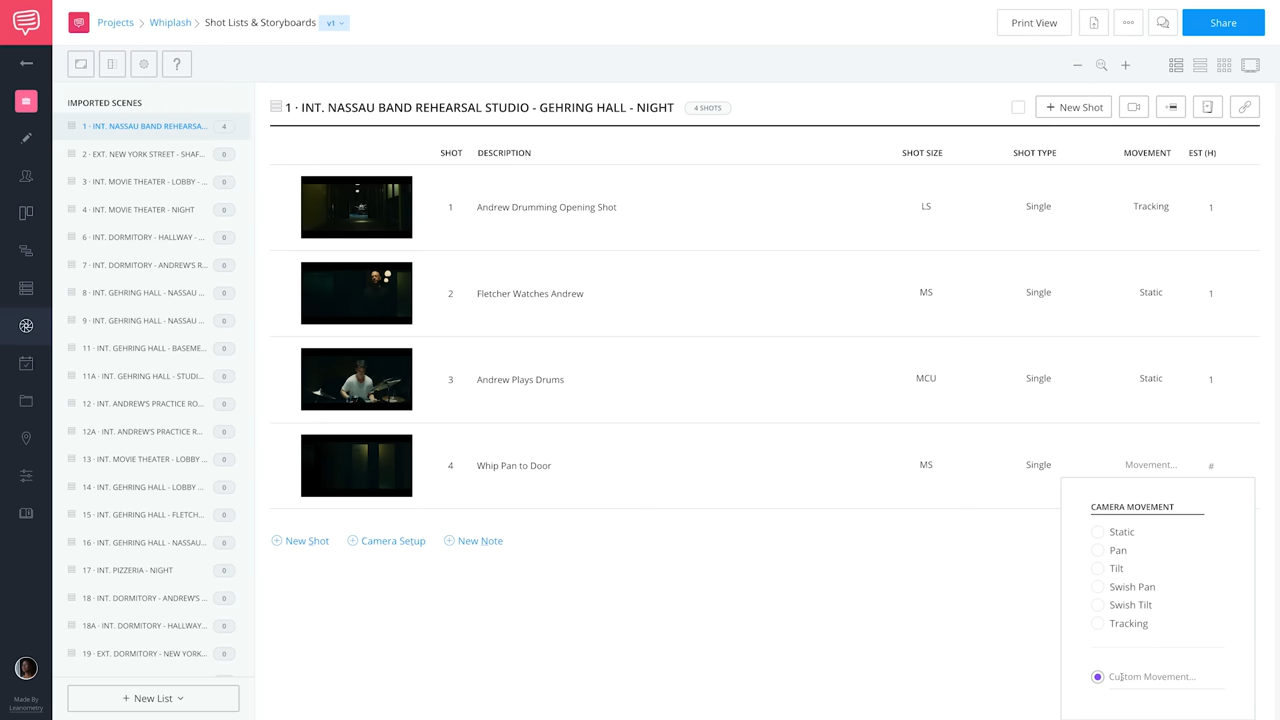 Projects > Whiplash > Shot Lists & Storyboards v1
Print View
Share
IMPORTED SCENES
1 · INT. NASSAU BAND REHEARSA... 4
2 · EXT. NEW YORK STREET - SHAF... 0
3 · INT. MOVIE THEATER - LOBBY - ... 0
4 · INT. MOVIE THEATER - NIGHT 0
6 · INT. DORMITORY - HALLWAY - ... 0
7 · INT. DORMITORY - ANDREW'S R... 0
8 · INT. GEHRING HALL - NASSAU ... 0
9 · INT. GEHRING HALL - NASSAU ... 0
11 · INT. GEHRING HALL - BASEME... 0
11A · INT. GEHRING HALL - STUDI... 0
12 · INT. ANDREW'S PRACTICE RO... 0
12A · INT. ANDREW'S PRACTICE R... 0
13 · INT. MOVIE THEATER - LOBBY ... 0
14 · INT. GEHRING HALL - LOBBY ... 0
15 · INT. GEHRING HALL - FLETCH... 0
16 · INT. GEHRING HALL - NASSAU... 0
17 · INT. PIZZERIA - NIGHT 0
18 · INT. DORMITORY - ANDREW'S ... 0
18A · INT. DORMITORY - HALLWAY... 0
19 · EXT. DORMITORY - NEW YORK... 0
+ New List
Made By
Leanometry
1 · INT. NASSAU BAND REHEARSAL STUDIO - GEHRING HALL - NIGHT 4 SHOTS
+ New Shot
SHOT DESCRIPTION SHOT SIZE SHOT TYPE MOVEMENT EST (H)
1 Andrew Drumming Opening Shot LS Single Tracking 1
2 Fletcher Watches Andrew MS Single Static 1
3 Andrew Plays Drums MCU Single Static 1
4 Whip Pan to Door MS Single Movement... #
New Shot Camera Setup New Note
CAMERA MOVEMENT
Static
Pan
Tilt
Swish Pan
Swish Tilt
Tracking
Custom Movement...